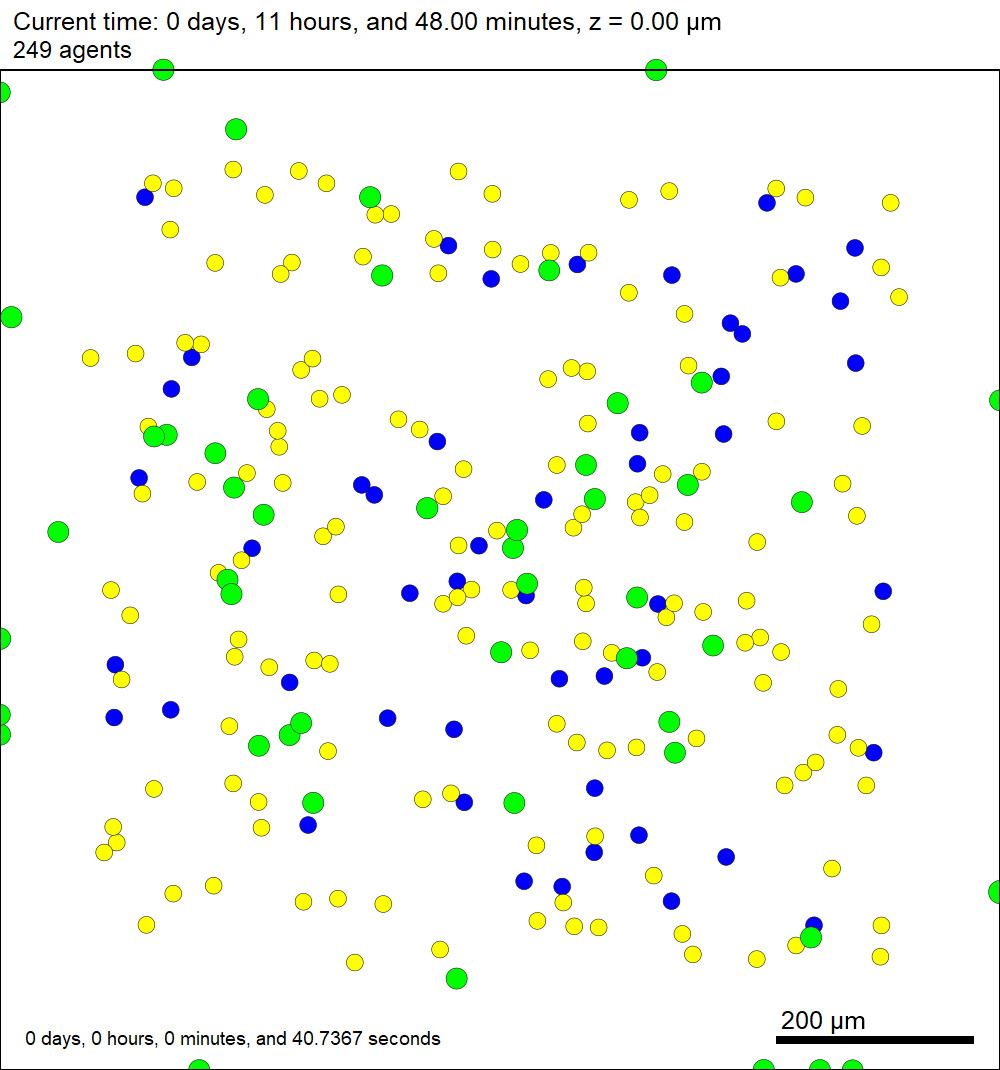 Current time: 0 days, 11 hours, and 48.00 minutes, z = 0.00 µm
249 agents
200 µm
0 days, 0 hours, 0 minutes, and 40.7367 seconds